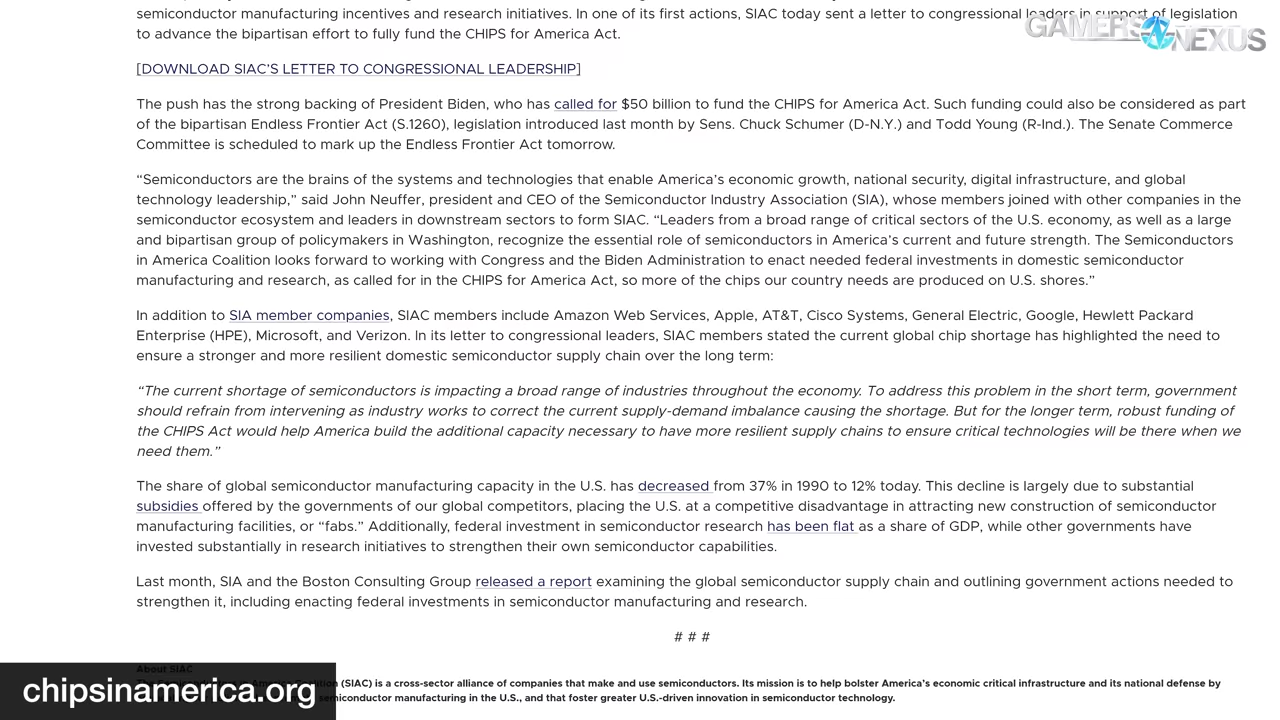 semiconductor manufacturing incentives and research initiatives. In one of its first actions, SIAC today sent a letter to congressional leaders in support of legislation
to advance the bipartisan effort to fully fund the CHIPS for America Act.
GAMERS NEXUS
[DOWNLOAD SIAC’S LETTER TO CONGRESSIONAL LEADERSHIP]
The push has the strong backing of President Biden, who has called for $50 billion to fund the CHIPS for America Act. Such funding could also be considered as part
of the bipartisan Endless Frontier Act (S.1260), legislation introduced last month by Sens. Chuck Schumer (D-N.Y.) and Todd Young (R-Ind.). The Senate Commerce
Committee is scheduled to mark up the Endless Frontier Act tomorrow.
“Semiconductors are the brains of the systems and technologies that enable America’s economic growth, national security, digital infrastructure, and global
technology leadership,” said John Neuffer, president and CEO of the Semiconductor Industry Association (SIA), whose members joined with other companies in the
semiconductor ecosystem and leaders in downstream sectors to form SIAC. “Leaders from a broad range of critical sectors of the U.S. economy, as well as a large
and bipartisan group of policymakers in Washington, recognize the essential role of semiconductors in America’s current and future strength. The Semiconductors
in America Coalition looks forward to working with Congress and the Biden Administration to enact needed federal investments in domestic semiconductor
manufacturing and research, as called for in the CHIPS for America Act, so more of the chips our country needs are produced on U.S. shores.”
In addition to SIA member companies, SIAC members include Amazon Web Services, Apple, AT&T, Cisco Systems, General Electric, Google, Hewlett Packard
Enterprise (HPE), Microsoft, and Verizon. In its letter to congressional leaders, SIAC members stated the current global chip shortage has highlighted the need to
ensure a stronger and more resilient domestic semiconductor supply chain over the long term:
“The current shortage of semiconductors is impacting a broad range of industries throughout the economy. To address this problem in the short term, government
should refrain from intervening as industry works to correct the current supply-demand imbalance causing the shortage. But for the longer term, robust funding of
the CHIPS Act would help America build the additional capacity necessary to have more resilient supply chains to ensure critical technologies will be there when we
need them.”
The share of global semiconductor manufacturing capacity in the U.S. has decreased from 37% in 1990 to 12% today. This decline is largely due to substantial
subsidies offered by the governments of our global competitors, placing the U.S. at a competitive disadvantage in attracting new construction of semiconductor
manufacturing facilities, or “fabs.” Additionally, federal investment in semiconductor research has been flat as a share of GDP, while other governments have
invested substantially in research initiatives to strengthen their own semiconductor capabilities.
Last month, SIA and the Boston Consulting Group released a report examining the global semiconductor supply chain and outlining government actions needed to
strengthen it, including enacting federal investments in semiconductor manufacturing and research.
# # #
About SIAC
(SIAC) is a cross-sector alliance of companies that make and use semiconductors. Its mission is to help bolster America’s economic critical infrastructure and its national defense by
semiconductor manufacturing in the U.S., and that foster greater U.S.-driven innovation in semiconductor technology.
chipsinamerica.org